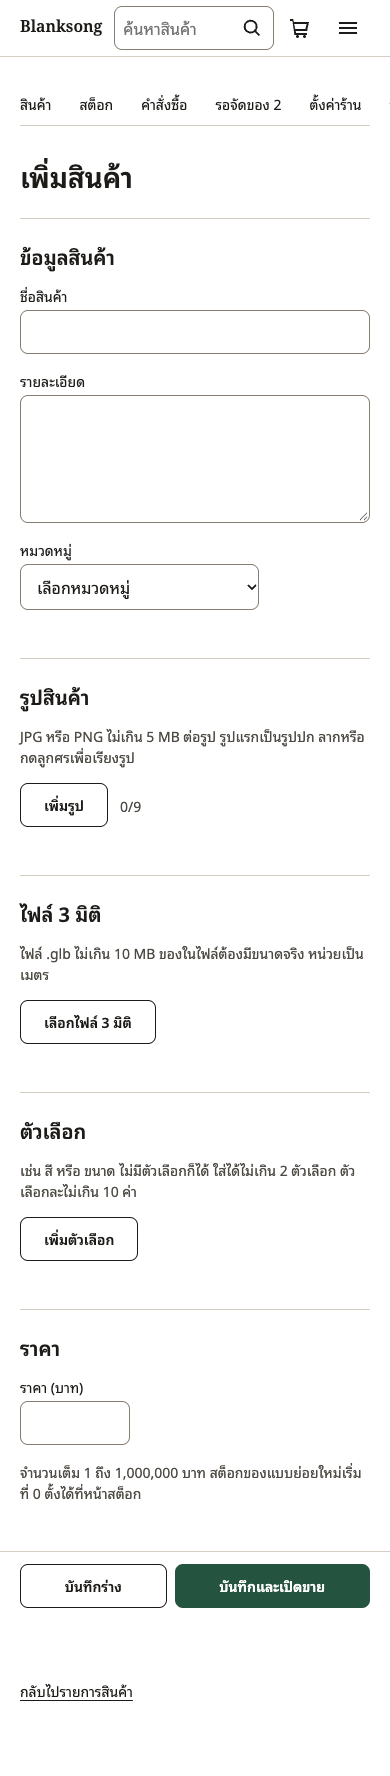 Blanksong
ค้นหาสินค้า
สินค้า สต็อก คำสั่งซื้อ รอจัดของ 2 ตั้งค่าร้าน
เพิ่มสินค้า
ข้อมูลสินค้า
ชื่อสินค้า
รายละเอียด
หมวดหมู่
เลือกหมวดหมู่
รูปสินค้า
JPG หรือ PNG ไม่เกิน 5 MB ต่อรูป รูปแรกเป็นรูปปก ลากหรือ
กดลูกศรเพื่อเรียงรูป
เพิ่มรูป 0/9
ไฟล์ 3 มิติ
ไฟล์ .glb ไม่เกิน 10 MB ของในไฟล์ต้องมีขนาดจริง หน่วยเป็น
เมตร
เลือกไฟล์ 3 มิติ
ตัวเลือก
เช่น สี หรือ ขนาด ไม่มีตัวเลือกก็ได้ ใส่ได้ไม่เกิน 2 ตัวเลือก ตัว
เลือกละไม่เกิน 10 ค่า
เพิ่มตัวเลือก
ราคา
ราคา (บาท)
จำนวนเต็ม 1 ถึง 1,000,000 บาท สต็อกของแบบย่อยใหม่เริ่ม
ที่ 0 ตั้งได้ที่หน้าสต็อก
บันทึกร่าง บันทึกและเปิดขาย
กลับไปรายการสินค้า